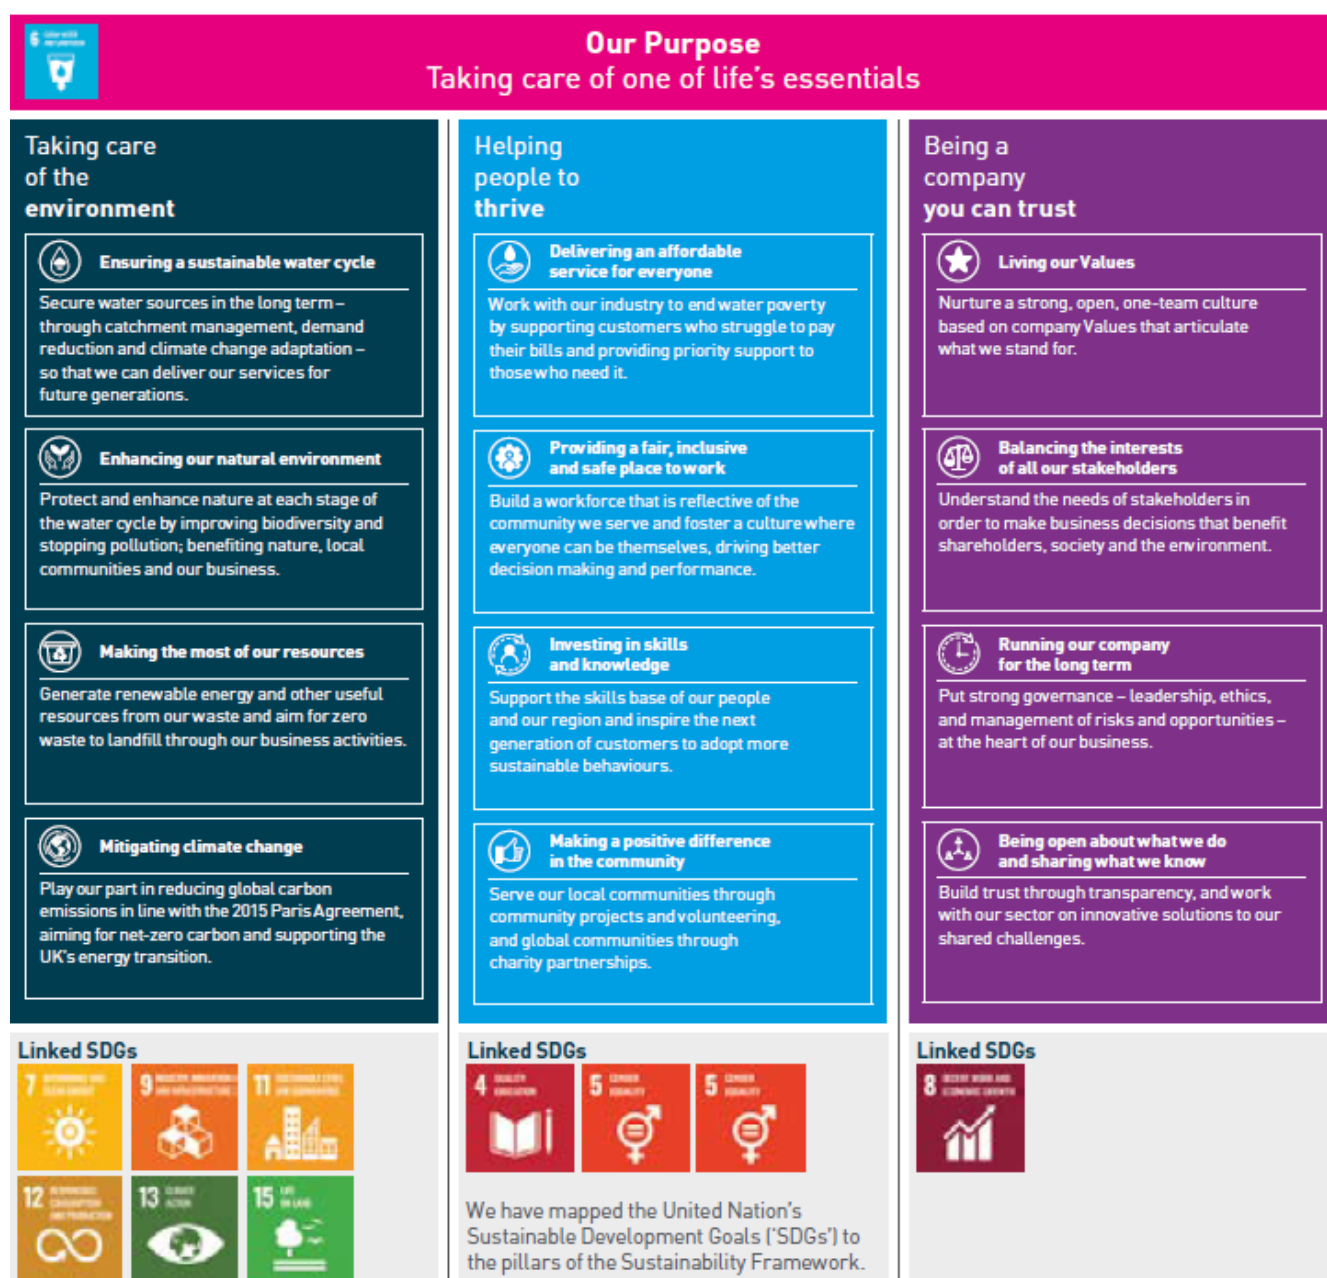 6
Our Purpose
Taking care of one of life's essentials
Taking care
of the
environment
Ensuring a sustainable water cycle
Secure water sources in the long term –
through catchment management, demand
reduction and climate change adaptation –
so that we can deliver our services for
future generations.
Enhancing our natural environment
Protect and enhance nature at each stage of
the water cycle by improving biodiversity and
stopping pollution; benefiting nature, local
communities and our business.
Making the most of our resources
Generate renewable energy and other useful
resources from our waste and aim for zero
waste to landfill through our business activities.
Mitigating climate change
Play our part in reducing global carbon
emissions in line with the 2015 Paris Agreement,
aiming for net-zero carbon and supporting the
UK's energy transition.
Linked SDGs
7
9
11
12
13 CLIMATE
ACTION
15 LIFE
ON LAND
Helping
people to
thrive
Delivering an affordable
service for everyone
Work with our industry to end water poverty
by supporting customers who struggle to pay
their bills and providing priority support to
those who need it.
Providing a fair, inclusive
and safe place to work
Build a workforce that is reflective of the
community we serve and foster a culture where
everyone can be themselves, driving better
decision making and performance.
Investing in skills
and knowledge
Support the skills base of our people
and our region and inspire the next
generation of customers to adopt more
sustainable behaviours.
Making a positive difference
in the community
Serve our local communities through
community projects and volunteering,
and global communities through
charity partnerships.
Linked SDGs
4 QUALITY
EDUCATION
5 GENDER
EQUALITY
5 GENDER
EQUALITY
We have mapped the United Nation's
Sustainable Development Goals ('SDGs') to
the pillars of the Sustainability Framework.
Being a
company
you can trust
Living our Values
Nurture a strong, open, one-team culture
based on company Values that articulate
what we stand for.
Balancing the interests
of all our stakeholders
Understand the needs of stakeholders in
order to make business decisions that benefit
shareholders, society and the environment.
Running our company
for the long term
Put strong governance – leadership, ethics,
and management of risks and opportunities –
at the heart of our business.
Being open about what we do
and sharing what we know
Build trust through transparency, and work
with our sector on innovative solutions to our
shared challenges.
Linked SDGs
8 DECENT WORK AND
ECONOMIC GROWTH